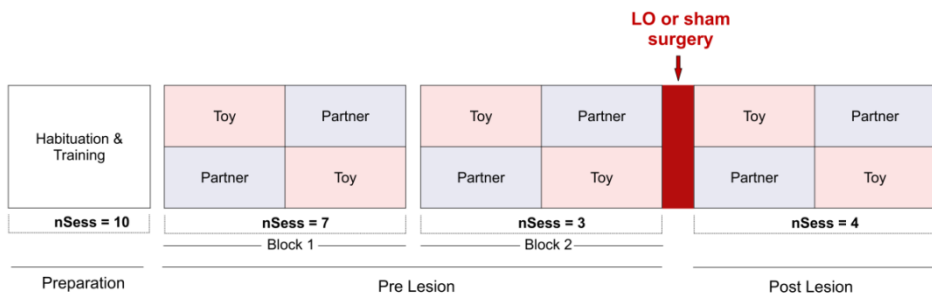 LO or sham
surgery
Habituation &
Training
Toy
Partner
Partner
Toy
Toy
Partner
Partner
Toy
Toy
Partner
Partner
Toy
nSess = 10
nSess = 7
nSess = 3
nSess = 4
Block 1
Block 2
Preparation
Pre Lesion
Post Lesion